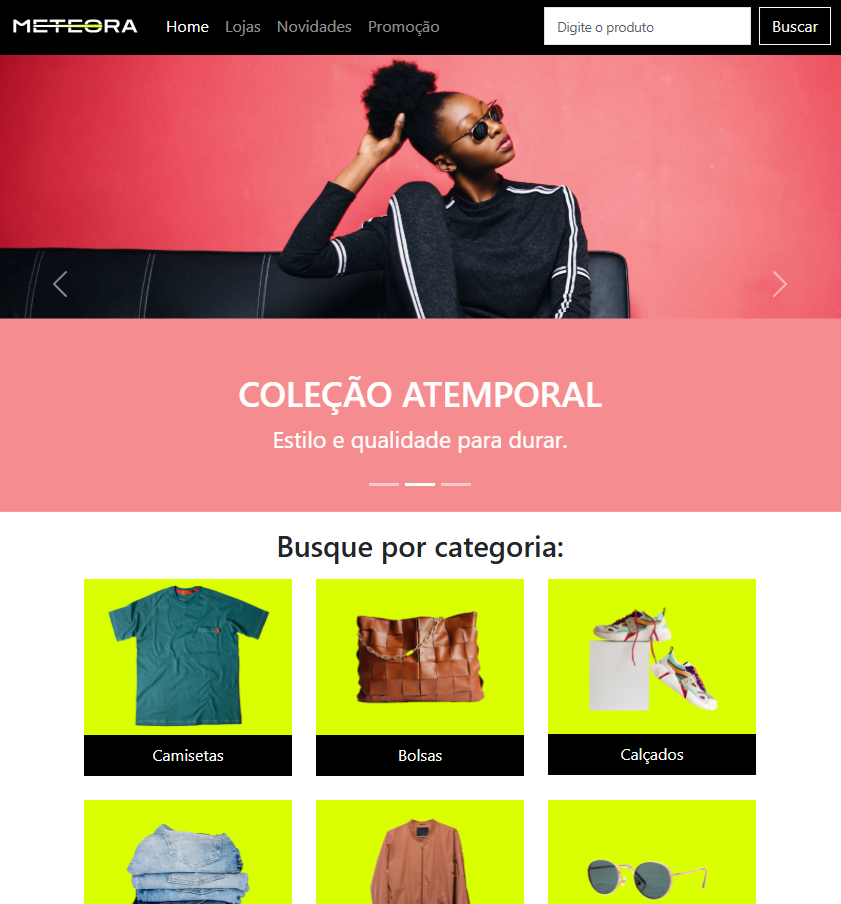 METEORA
Home Lojas Novidades Promoção
Digite o produto
Buscar
COLEÇÃO ATEMPORAL
Estilo e qualidade para durar.
Busque por categoria:
Camisetas
Bolsas
Calçados